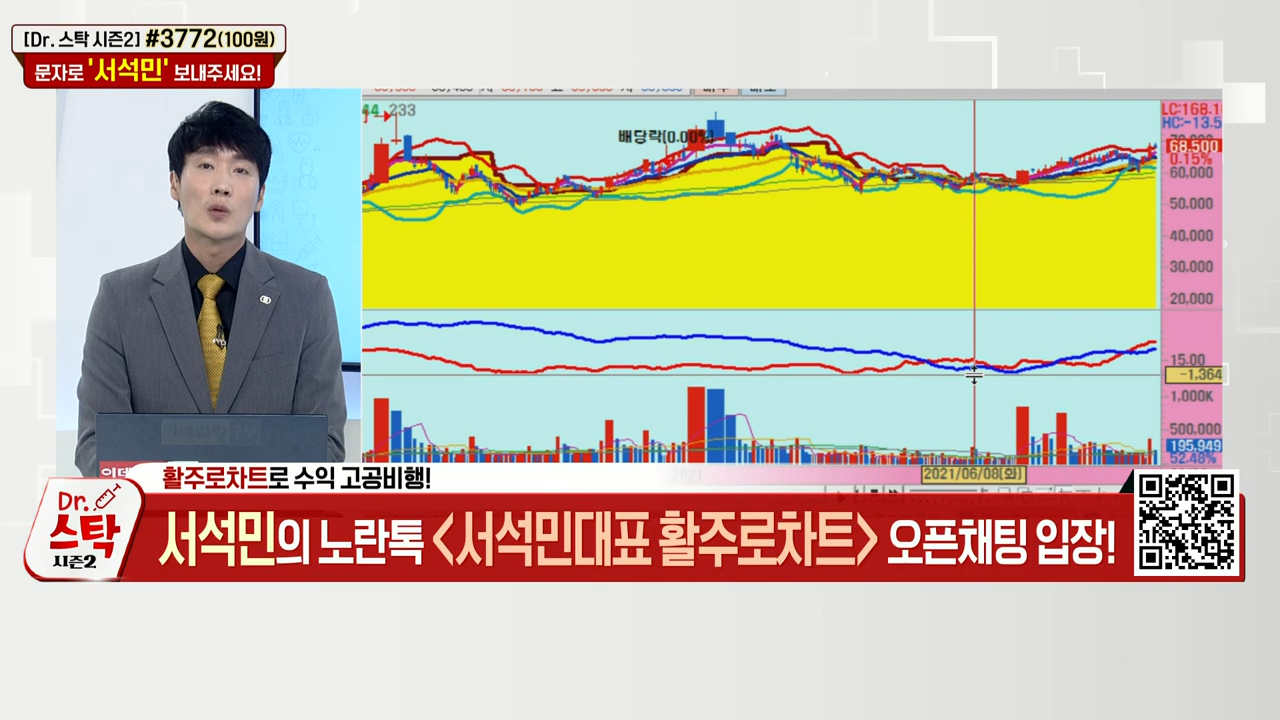 [Dr. 스탁 시즌2] #3772(100원)
문자로 '서석민' 보내주세요!
44 233
배당락(0.00%)
LC:168.1
HC:-13.5
68,500
0.15%
60,000
50,000
40,000
30,000
20,000
15.00
-1,364
1,000K
500,000
195,949
52.48%
2021
2021/06/08(화)
활주로차트로 수익 고공비행!
Dr.
스탁
시즌2
서석민의 노란톡 <서석민대표 활주로차트> 오픈채팅 입장!